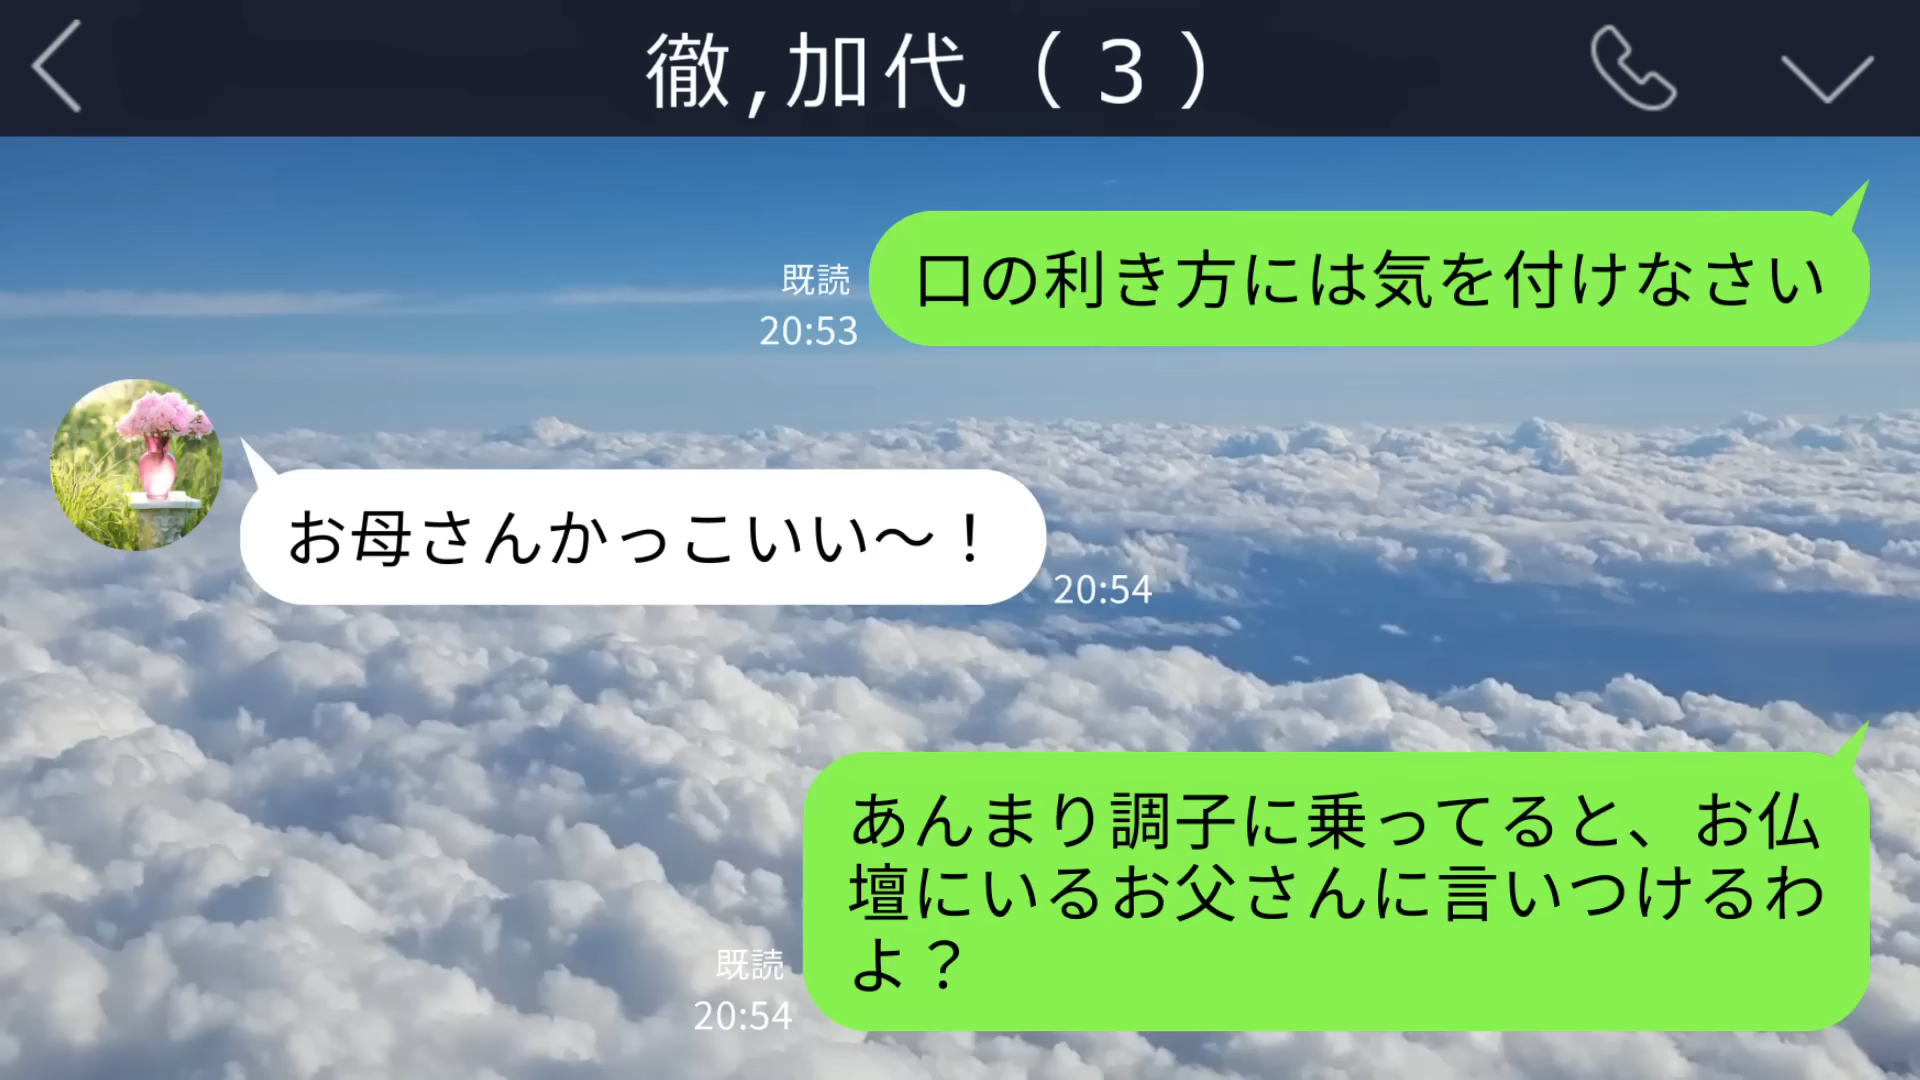 徹,加代（3）
口の利き方には気を付けなさい
既読
20:53
お母さんかっこいい～！
20:54
あんまり調子に乗ってると、お仏
壇にいるお父さんに言いつけるわ
よ？
既読
20:54